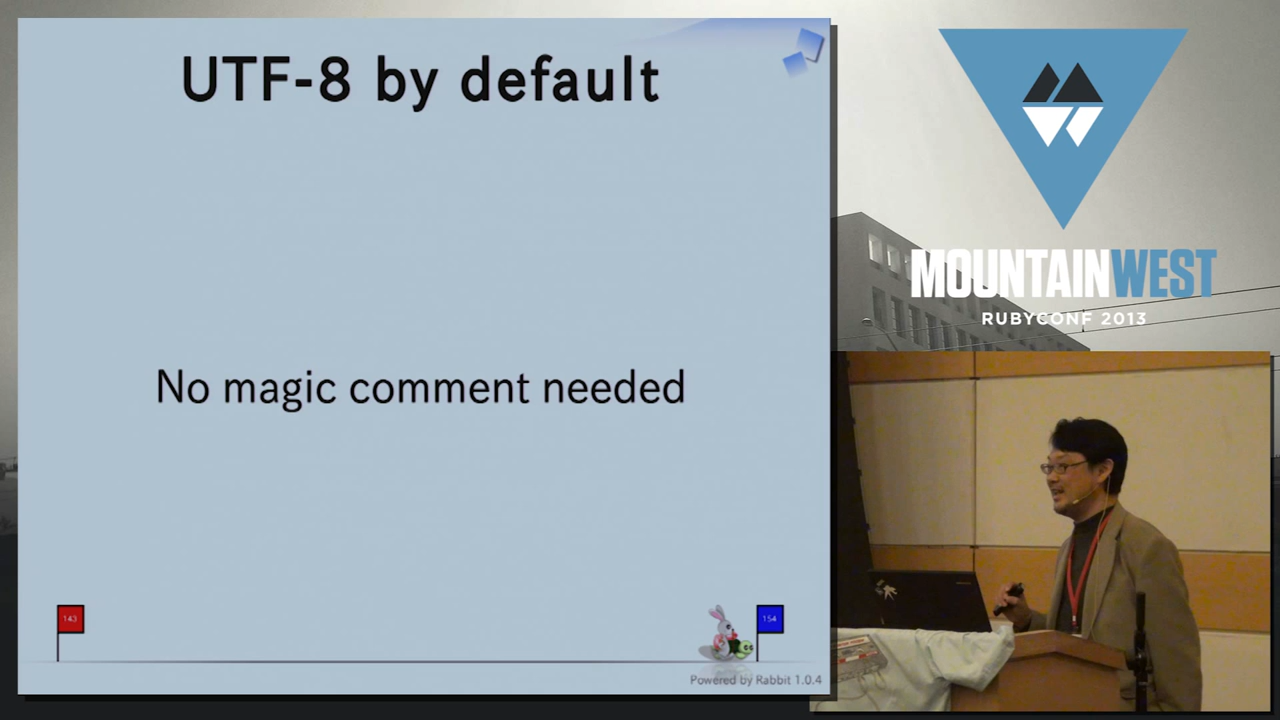 UTF-8 by default
No magic comment needed
143
154
Powered by Rabbit 1.0.4
MOUNTAINWEST
RUBYCONF 2013